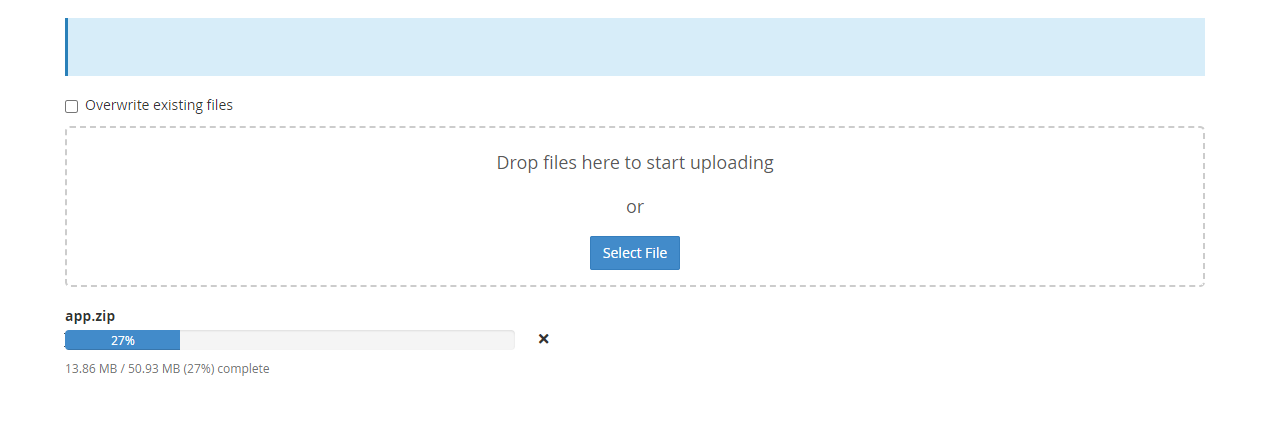 Overwrite existing files
Drop files here to start uploading
or
Select File
app.zip
27%
13.86 MB / 50.93 MB (27%) complete